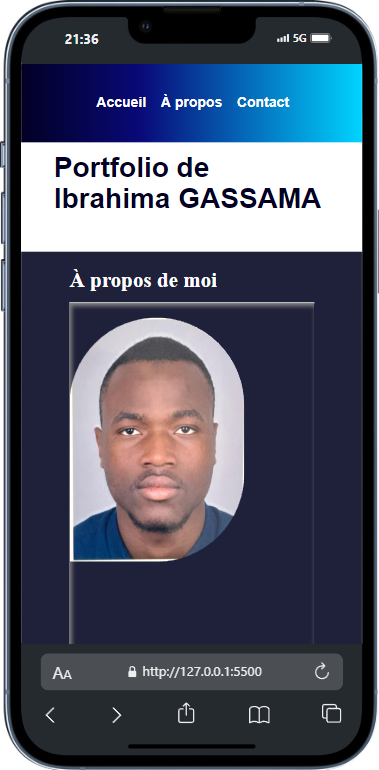 21:36
5G
Accueil À propos Contact
Portfolio de
Ibrahima GASSAMA
À propos de moi
AA
http://127.0.0.1:5500